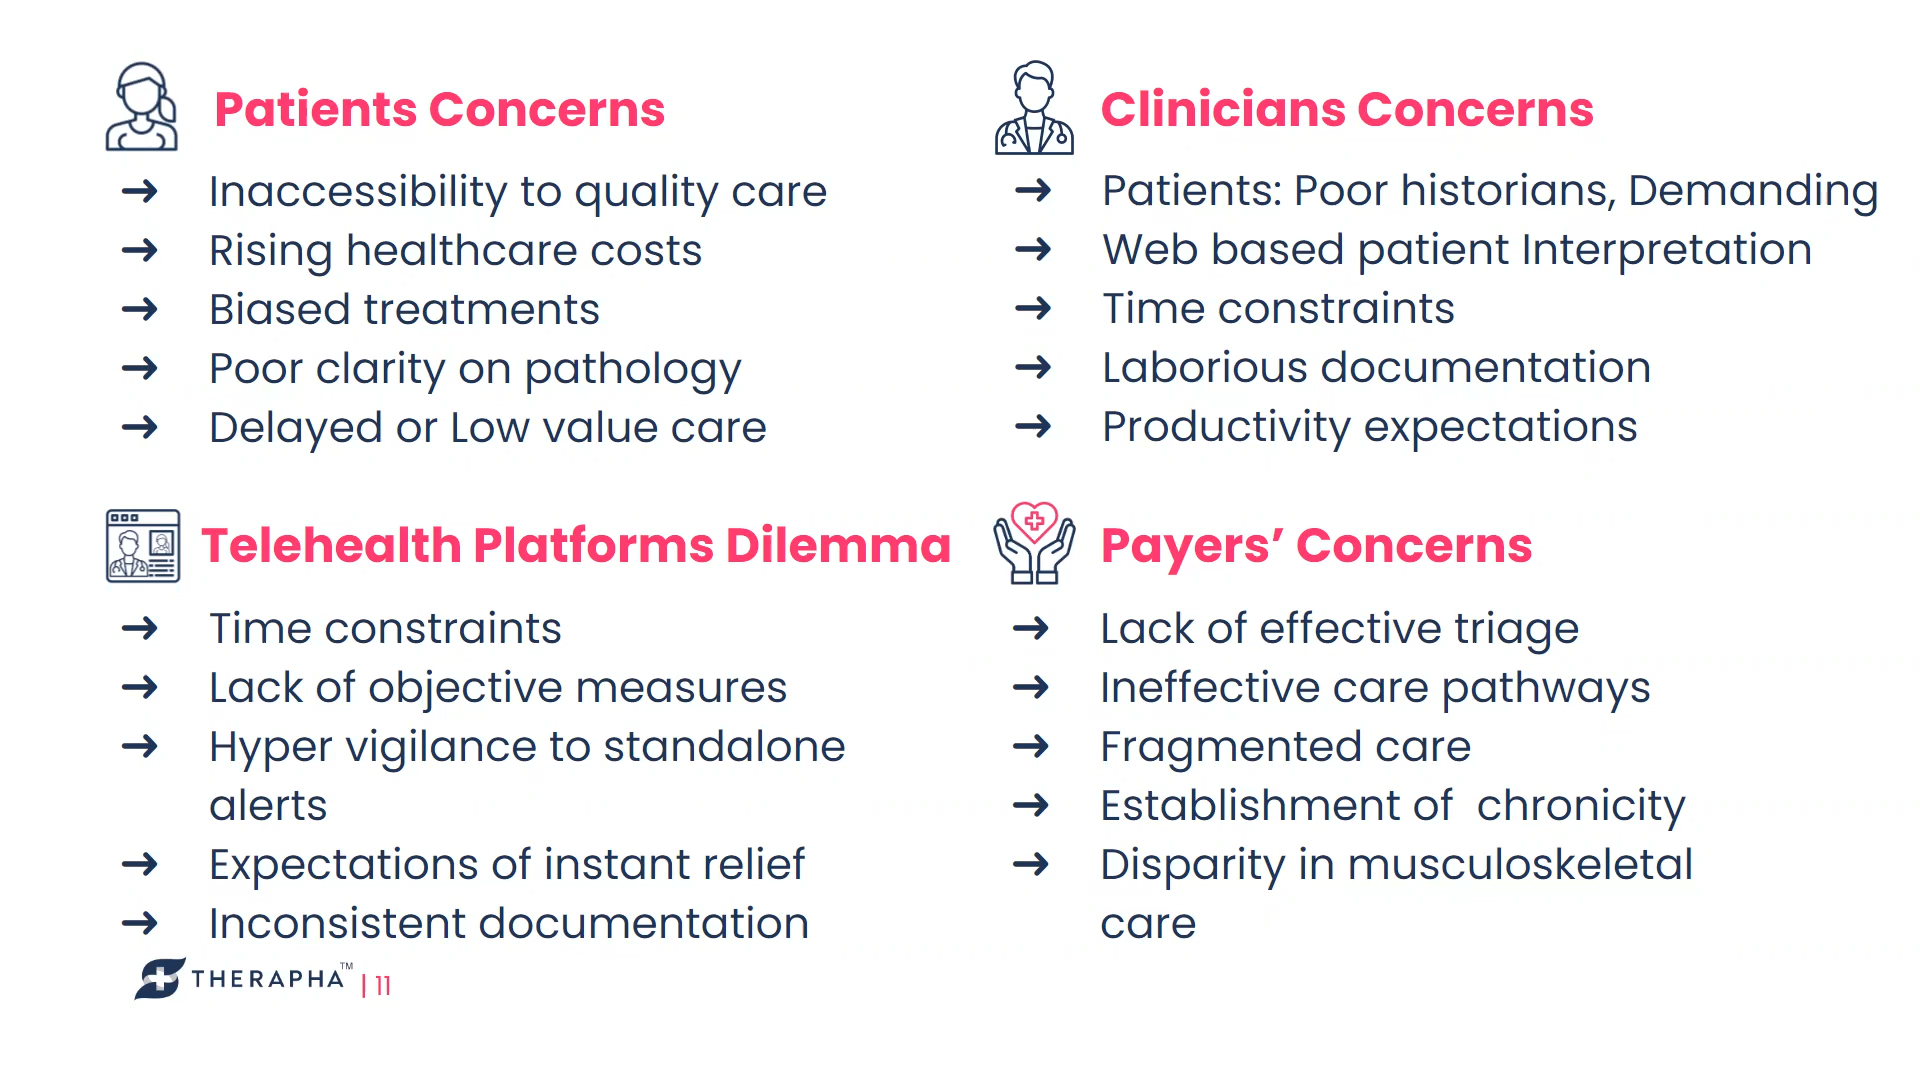 Patients Concerns
Inaccessibility to quality care
Rising healthcare costs
Biased treatments
Poor clarity on pathology
Delayed or Low value care
Clinicians Concerns
Patients: Poor historians, Demanding
Web based patient Interpretation
Time constraints
Laborious documentation
Productivity expectations
Telehealth Platforms Dilemma
Time constraints
Lack of objective measures
Hyper vigilance to standalone
alerts
Expectations of instant relief
Inconsistent documentation
Payers’ Concerns
Lack of effective triage
Ineffective care pathways
Fragmented care
Establishment of  chronicity
Disparity in musculoskeletal
care
THERAPHA™ | 11